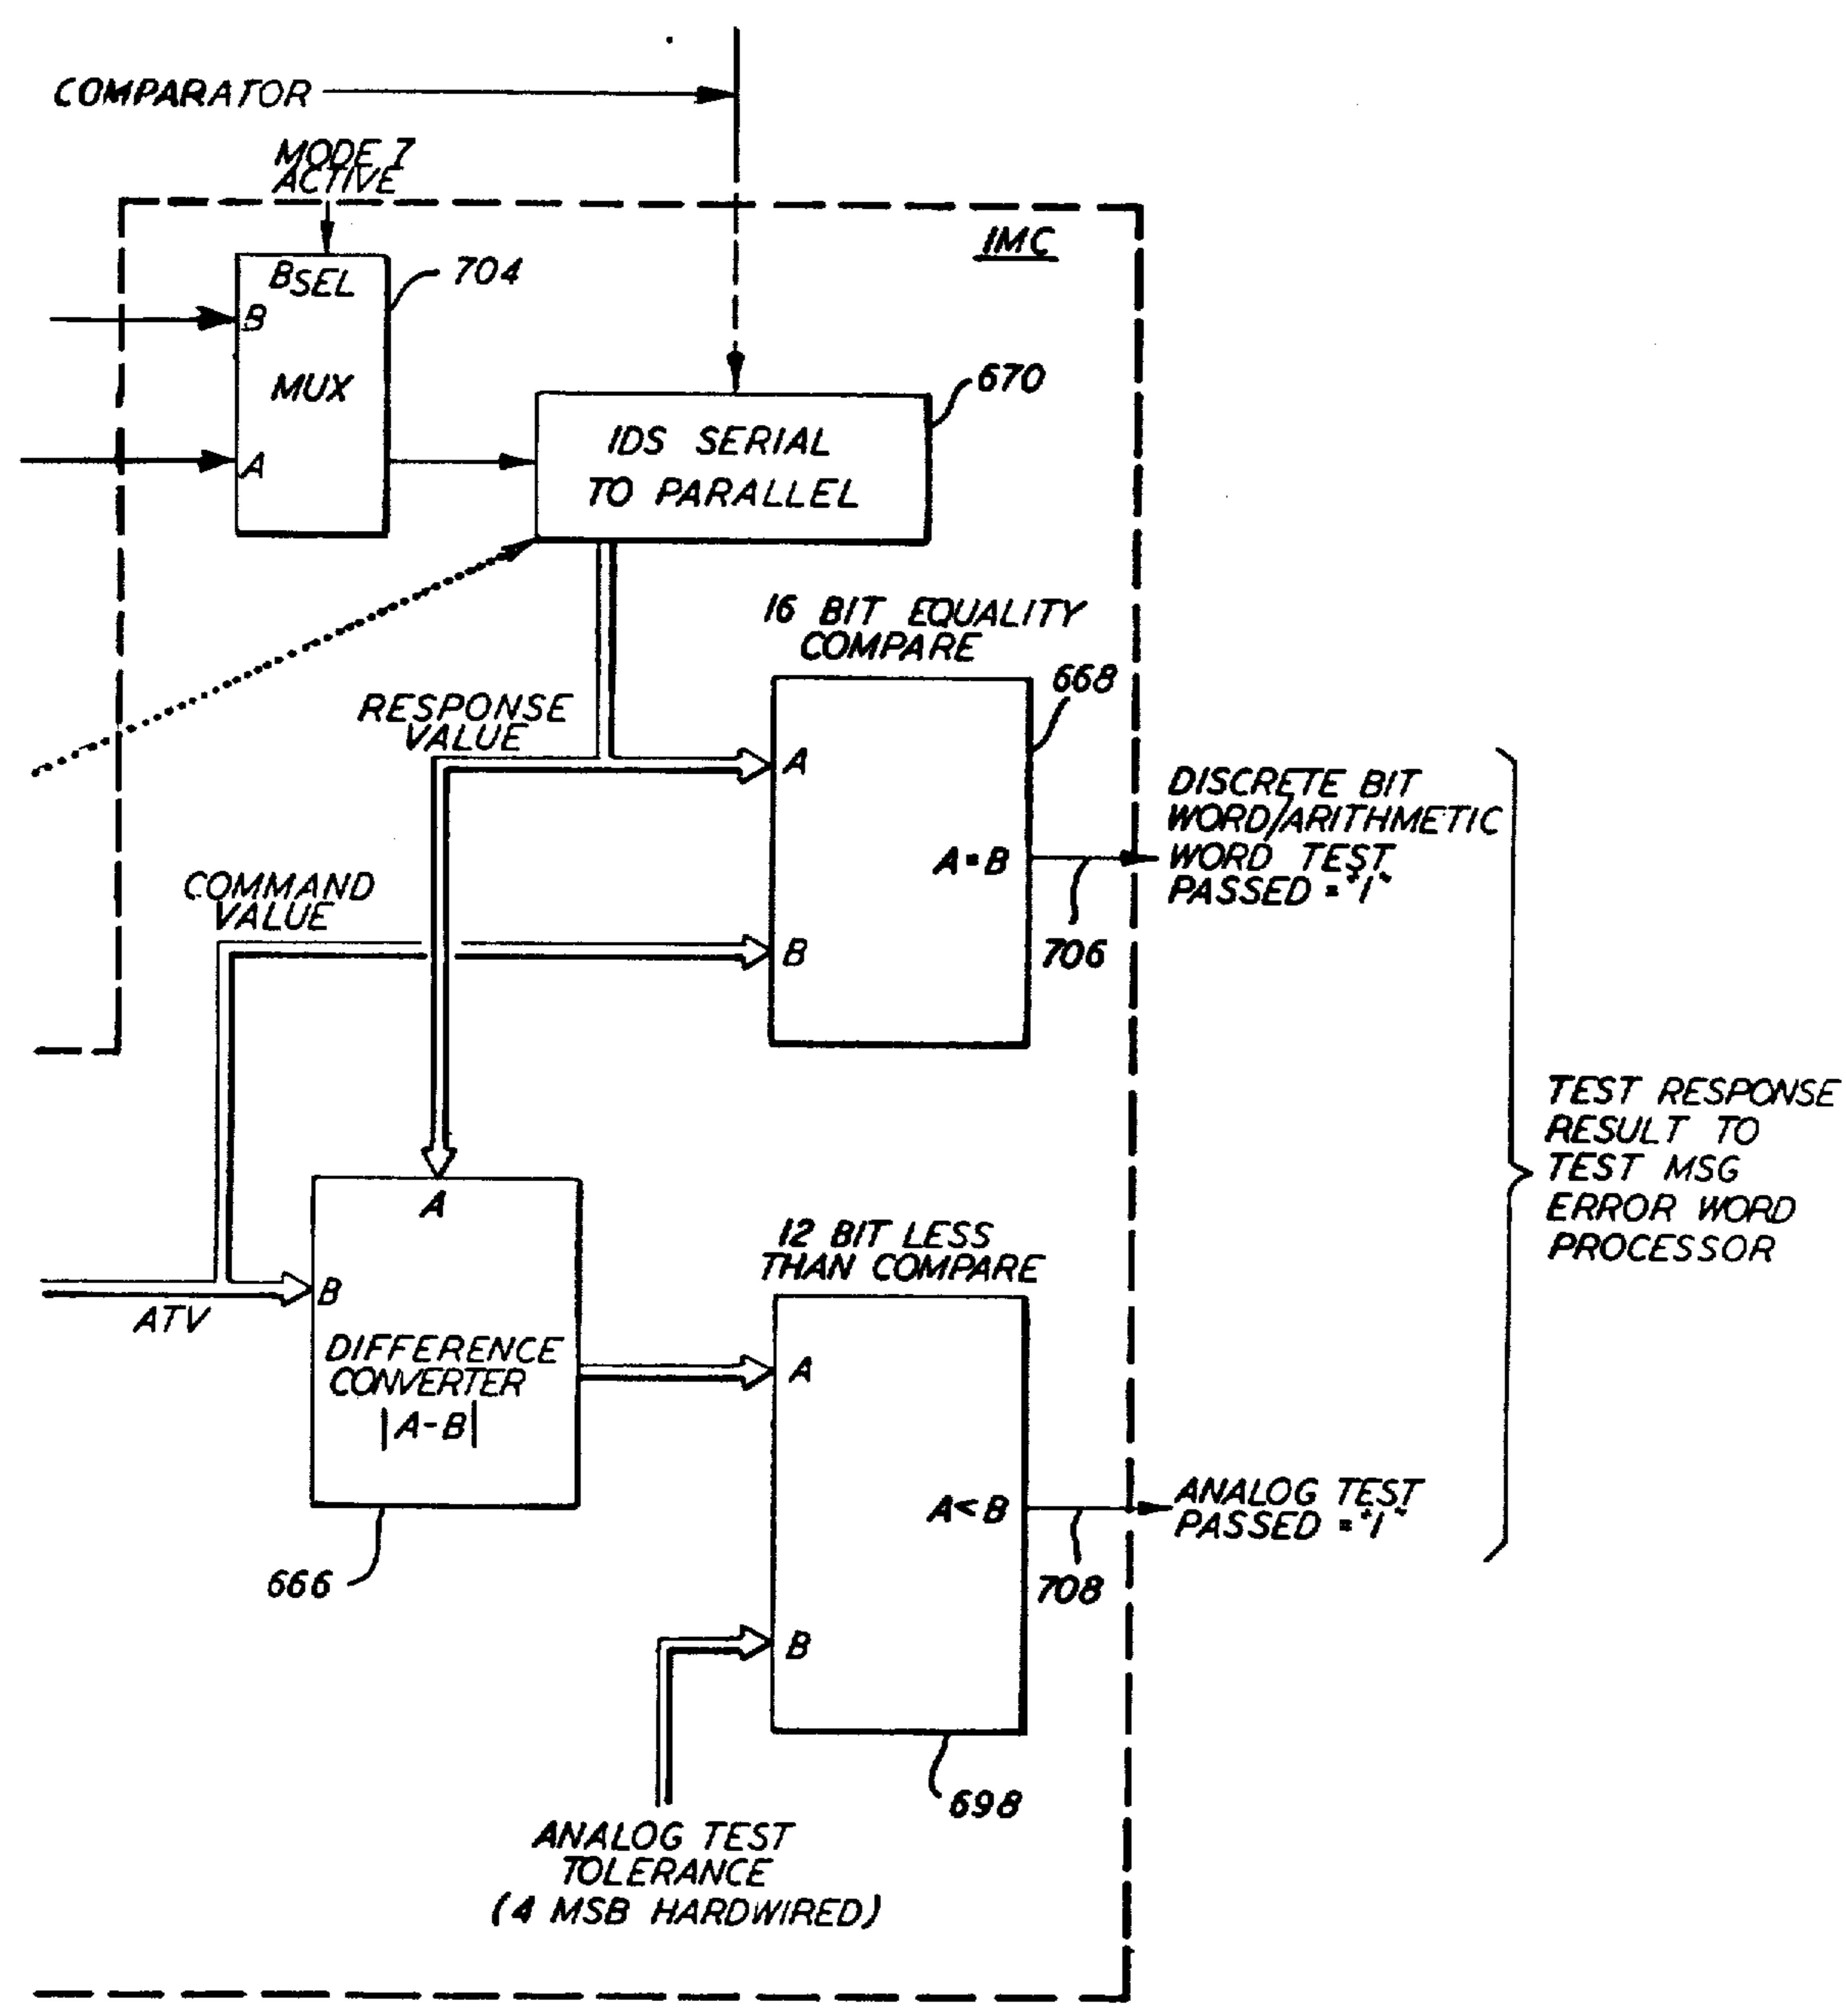 COMPARATOR
MODE 7
ACTIVE
IMC
BSEL
704
B
MUX
A
670
IDS SERIAL
TO PARALLEL
16 BIT EQUALITY
COMPARE
668
RESPONSE
VALUE
A
DISCRETE BIT
WORD/ARITHMETIC
WORD TEST
PASSED = "1"
A = B
COMMAND
VALUE
B
706
TEST RESPONSE
RESULT TO
TEST MSG
ERROR WORD
PROCESSOR
A
12 BIT LESS
THAN COMPARE
B
ATV
DIFFERENCE
CONVERTER
|A-B|
A
A<B
ANALOG TEST
PASSED = "1"
666
708
B
698
ANALOG TEST
TOLERANCE
(4 MSB HARDWIRED)